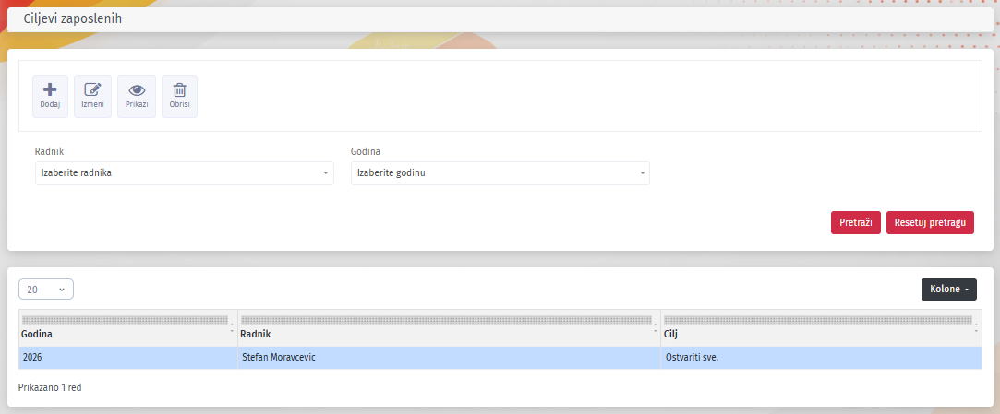 Ciljevi zaposlenih
Dodaj Izmeni Prikaži Obriši
Radnik Godina
Izaberite radnika Izaberite godinu
Pretraži Resetuj pretragu
20 Kolone
Godina Radnik Cilj
2026 Stefan Moravcevic Ostvariti sve.
Prikazano 1 red